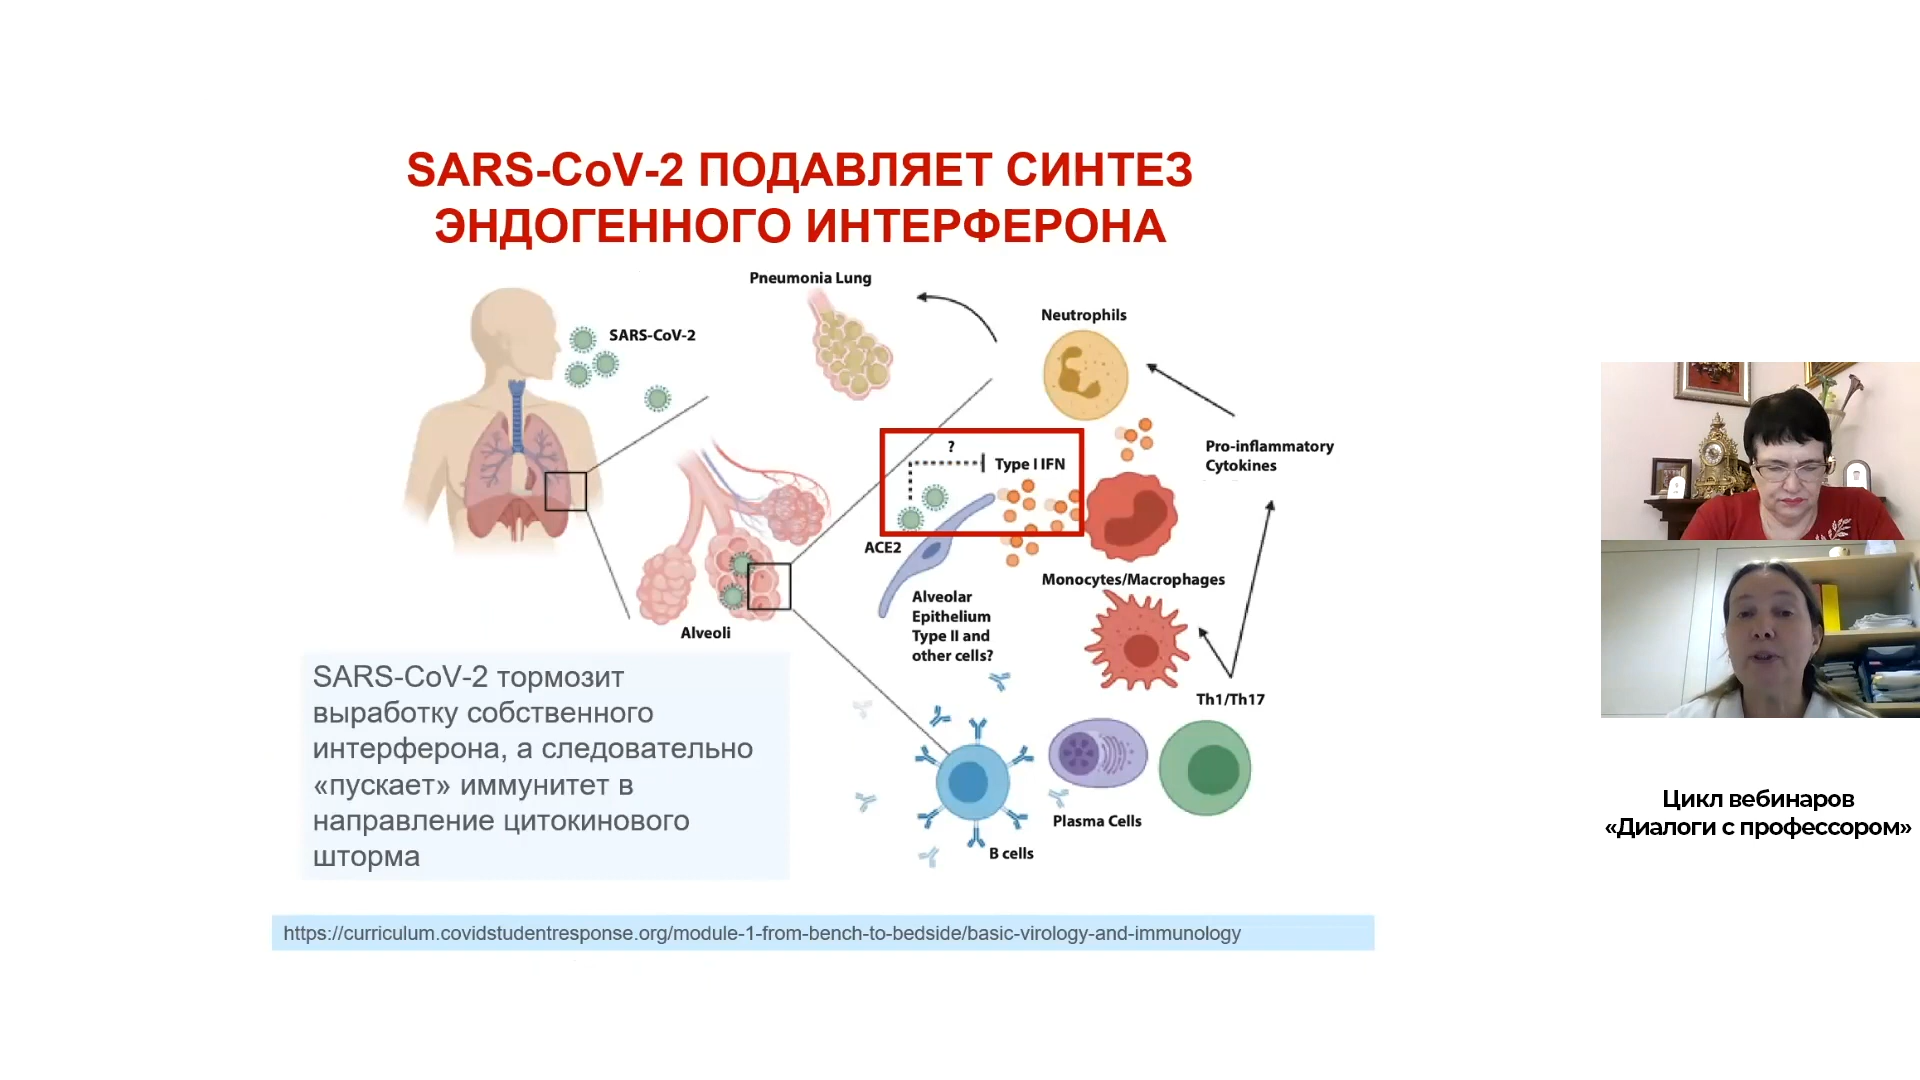 SARS-CoV-2 ПОДАВЛЯЕТ СИНТЕЗ
ЭНДОГЕННОГО ИНТЕРФЕРОНА
Pneumonia Lung
SARS-CoV-2
Neutrophils
?
Type I IFN
Pro-inflammatory
Cytokines
ACE2
Monocytes/Macrophages
Alveolar
Epithelium
Type II and
other cells?
Alveoli
Th1/Th17
Plasma Cells
B cells
SARS-CoV-2 тормозит
выработку собственного
интерферона, а следовательно
«пускает» иммунитет в
направление цитокинового
шторма
https://curriculum.covidstudentresponse.org/module-1-from-bench-to-bedside/basic-virology-and-immunology
Цикл вебинаров
«Диалоги с профессором»